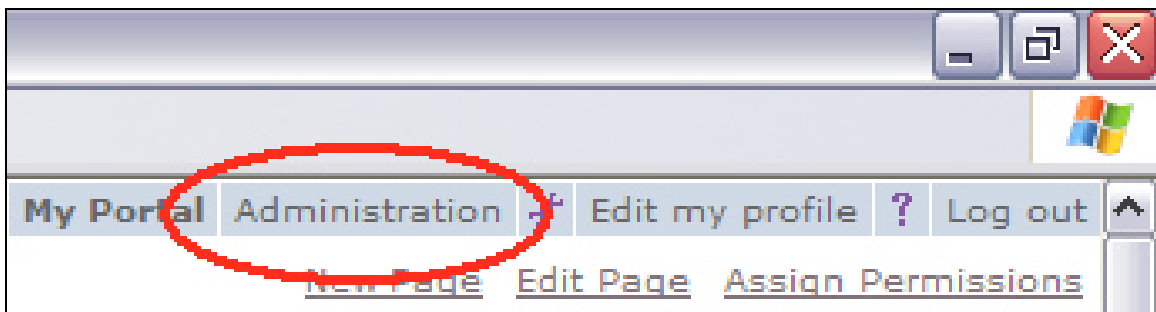 My Portal Administration Edit my profile ? Log out
New Page Edit Page Assign Permissions